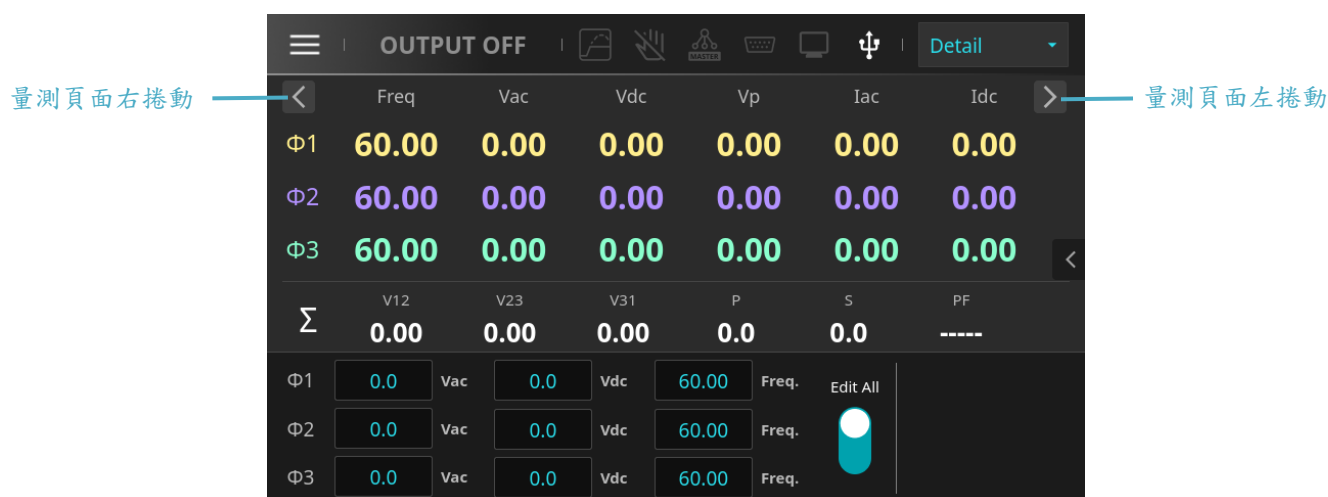 OUTPUT OFF MASTER Detail
量測頁面右捲動 Freq Vac Vdc Vp Iac Idc 量測頁面左捲動
Φ1 60.00 0.00 0.00 0.00 0.00 0.00
Φ2 60.00 0.00 0.00 0.00 0.00 0.00
Φ3 60.00 0.00 0.00 0.00 0.00 0.00
V12 V23 V31 P S PF
Σ 0.00 0.00 0.00 0.0 0.0 -----
Φ1 0.0 Vac 0.0 Vdc 60.00 Freq. Edit All
Φ2 0.0 Vac 0.0 Vdc 60.00 Freq.
Φ3 0.0 Vac 0.0 Vdc 60.00 Freq.